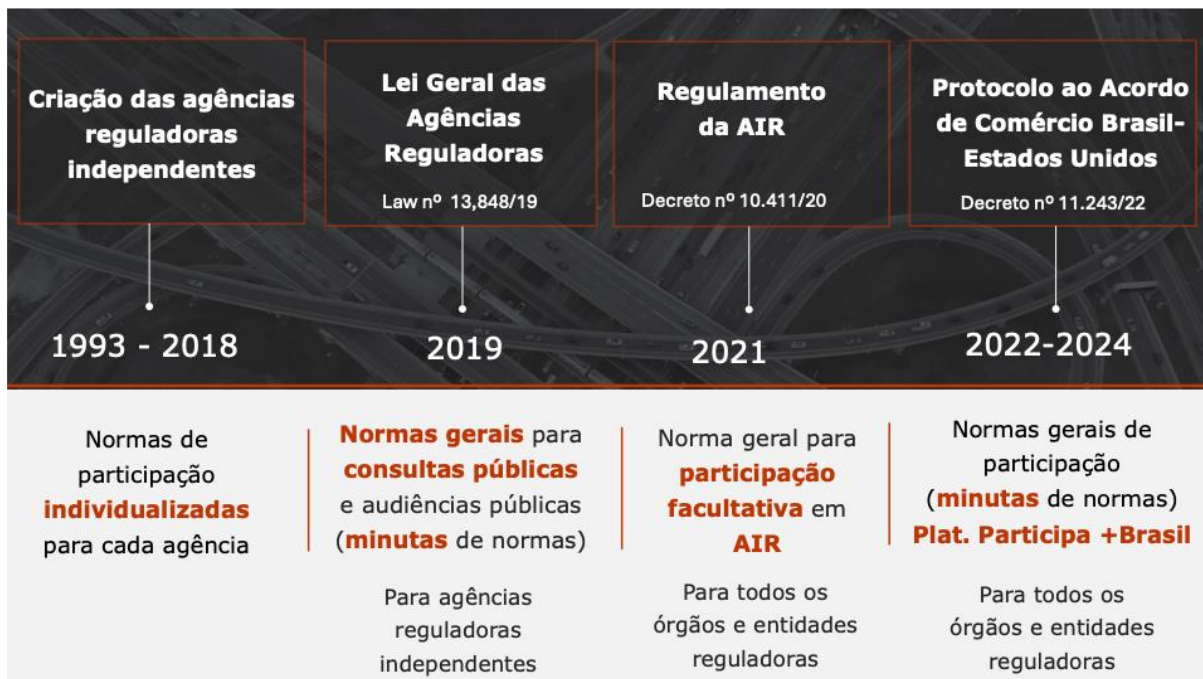 Criação das agências
reguladoras
independentes
1993 - 2018
Normas de
participação
individualizadas
para cada agência
Lei Geral das
Agências
Reguladoras
Law nº 13,848/19
2019
Normas gerais para
consultas públicas
e audiências públicas
(minutas de normas)
Para agências
reguladoras
independentes
Regulamento
da AIR
Decreto nº 10.411/20
2021
Norma geral para
participação
facultativa em
AIR
Para todos os
órgãos e entidades
reguladoras
Protocolo ao Acordo
de Comércio Brasil-
Estados Unidos
Decreto nº 11.243/22
2022-2024
Normas gerais de
participação
(minutas de normas)
Plat. Participa +Brasil
Para todos os
órgãos e entidades
reguladoras